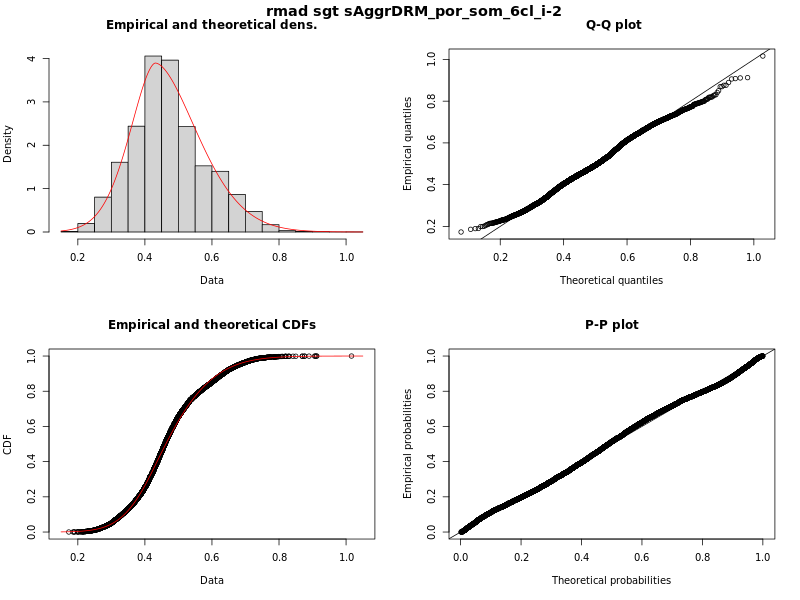 rmad sgt sAggrDRM_por_som_6cl_i-2
Empirical and theoretical dens.
Density
0
1
2
3
4
0.2 0.4 0.6 0.8 1.0
Data
Q-Q plot
Empirical quantiles
0.2 0.4 0.6 0.8 1.0
0.2 0.4 0.6 0.8 1.0
Theoretical quantiles
Empirical and theoretical CDFs
CDF
0.0 0.2 0.4 0.6 0.8 1.0
0.2 0.4 0.6 0.8 1.0
Data
P-P plot
Empirical probabilities
0.0 0.2 0.4 0.6 0.8 1.0
0.0 0.2 0.4 0.6 0.8 1.0
Theoretical probabilities